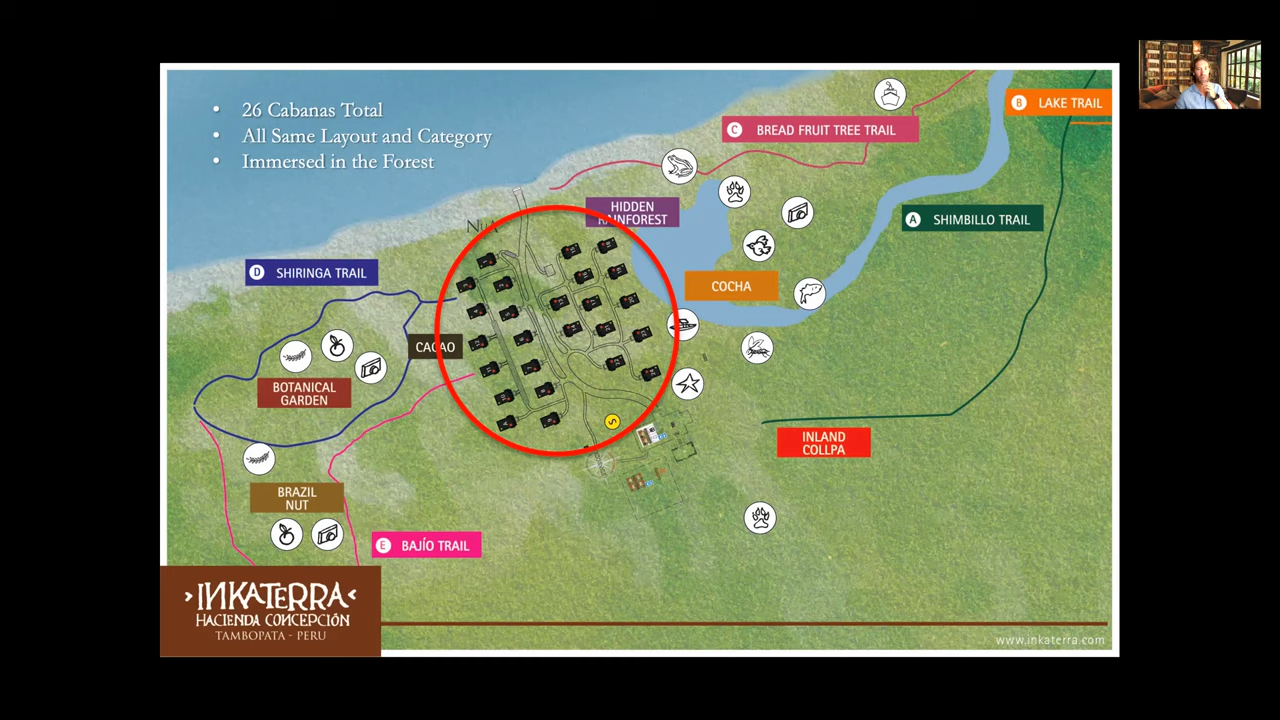 • 26 Cabanas Total
• All Same Layout and Category
• Immersed in the Forest
B LAKE TRAIL
C BREAD FRUIT TREE TRAIL
HIDDEN
RAINFOREST
A SHIMBILLO TRAIL
D SHIRINGA TRAIL
COCHA
CACAO
BOTANICAL
GARDEN
S
INLAND
COLLPA
BRAZIL
NUT
E BAJÍO TRAIL
INKATERRA
HACIENDA CONCEPCIÓN
TAMBOPATA - PERU
www.inkaterra.com